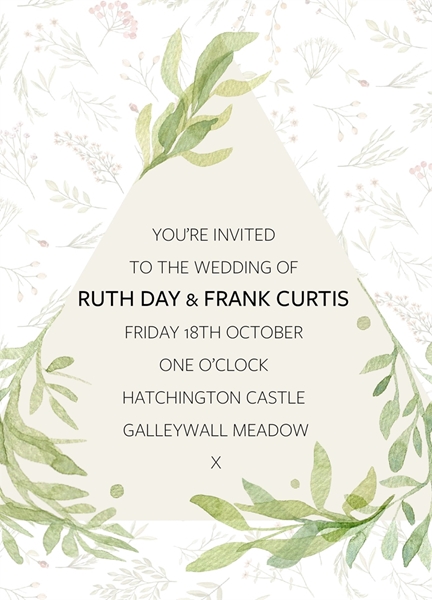 YOU'RE INVITED
TO THE WEDDING OF
RUTH DAY & FRANK CURTIS
FRIDAY 18TH OCTOBER
ONE O'CLOCK
HATCHINGTON CASTLE
GALLEYWALL MEADOW
X